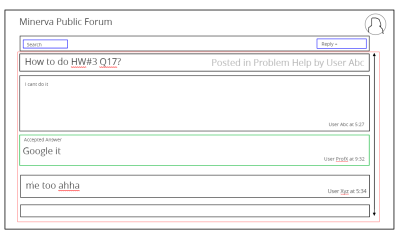 Minerva Public Forum
Search
Reply +
How to do HW#3 Q17?
Posted in Problem Help by User Abc
I cant do it
User Abc at 5:27
Accepted Answer
Google it
User Profil at 9:32
me too ahha
User Xyz at 5:34